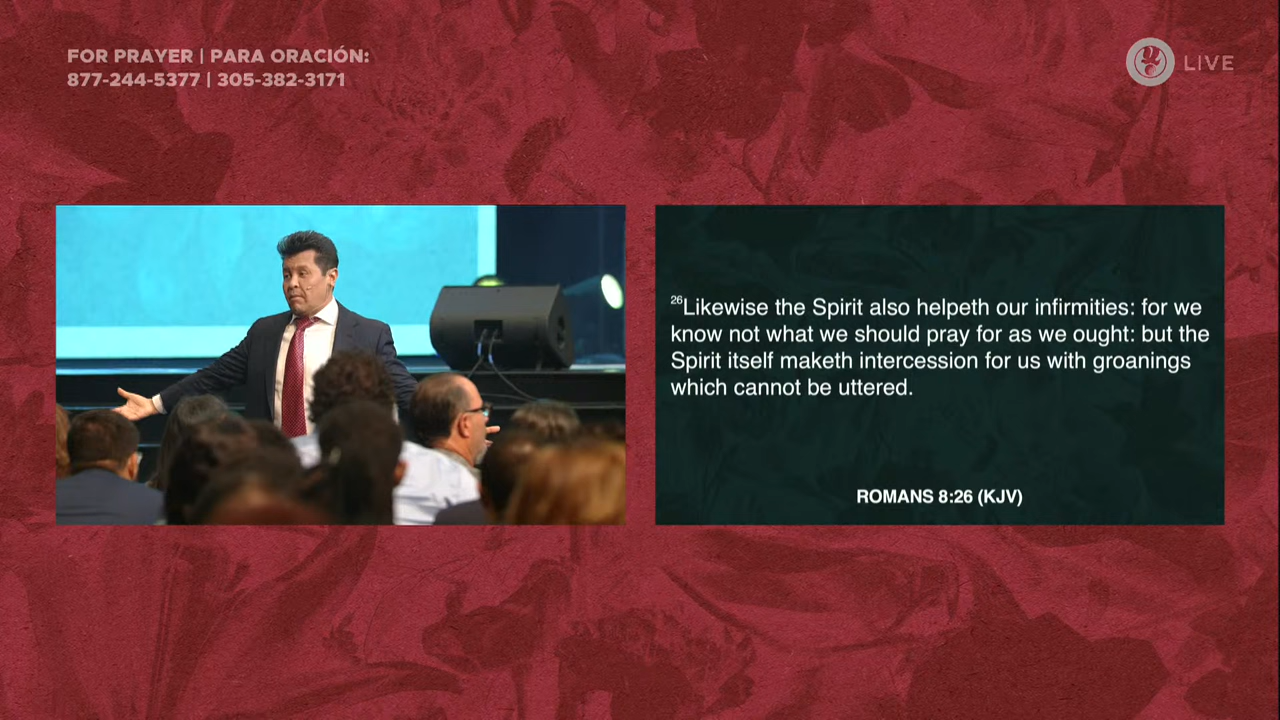 FOR PRAYER | PARA ORACIÓN:
877-244-5377 | 305-382-3171
LIVE
26Likewise the Spirit also helpeth our infirmities: for we
know not what we should pray for as we ought: but the
Spirit itself maketh intercession for us with groanings
which cannot be uttered.
ROMANS 8:26 (KJV)